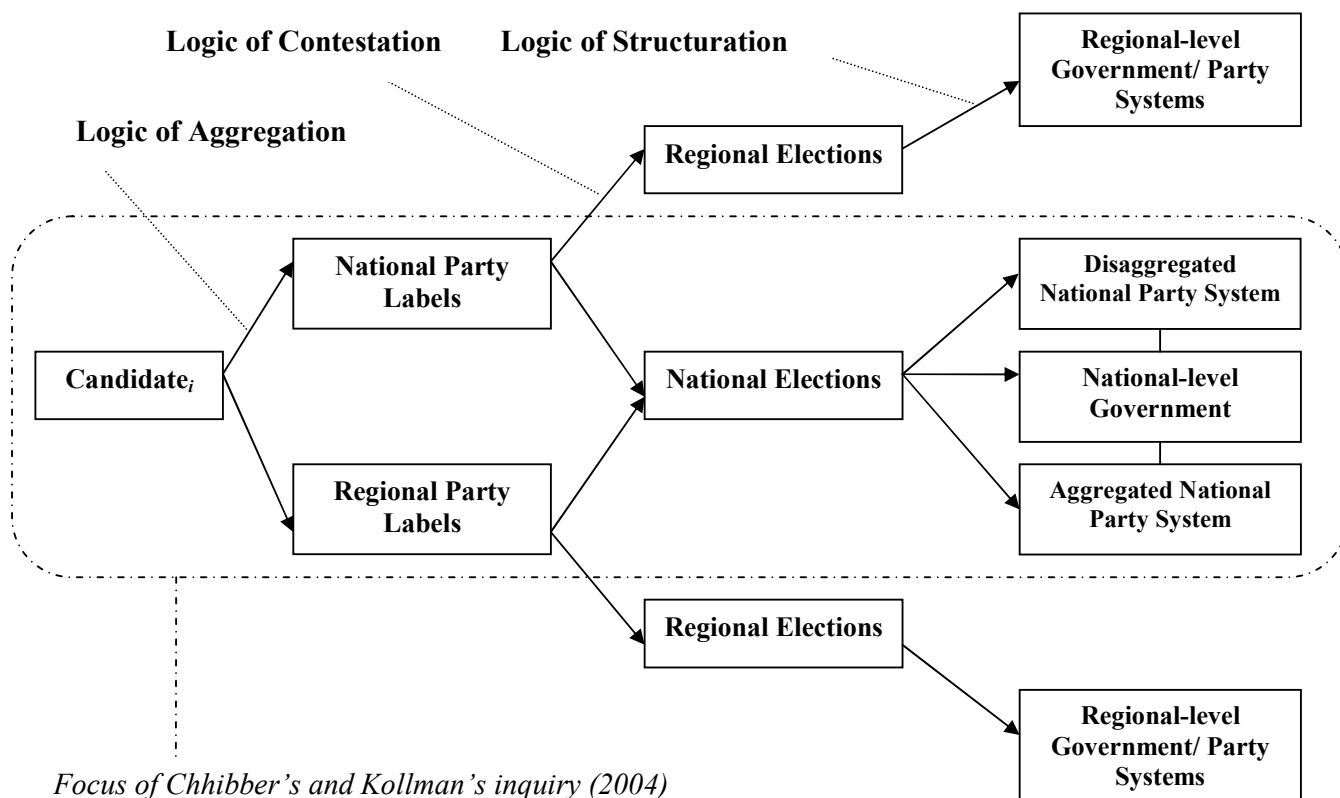 Logic of Contestation
Logic of Structuration
Regional-level
Government/ Party
Systems
Logic of Aggregation
Regional Elections
National Party
Labels
Disaggregated
National Party System
Candidateᵢ
National Elections
National-level
Government
Regional Party
Labels
Aggregated National
Party System
Regional Elections
Regional-level
Government/ Party
Systems
Focus of Chhibber’s and Kollman’s inquiry (2004)